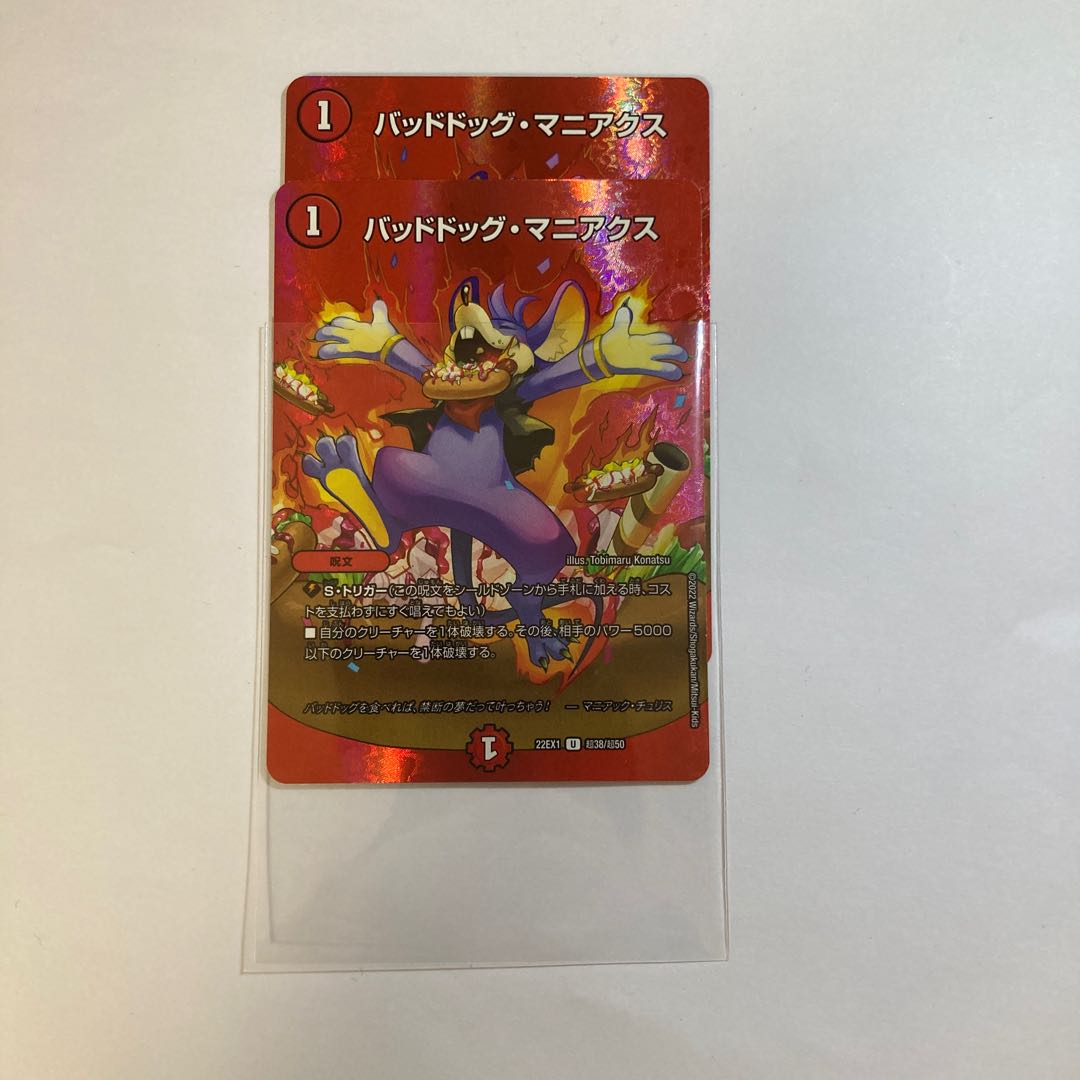 1
バッドドッグ・マニアクス
1
バッドドッグ・マニアクス
呪文
illus. Tobimaru Konatsu
S・トリガー(この呪文をシールドゾーンから手札に加える時、コス
トを支払わずにすぐ唱えてもよい)
■自分のクリーチャーを1体破壊する。その後、相手のパワー5000
以下のクリーチャーを1体破壊する。
バッドドッグを食べれば、禁断の夢だって叶っちゃう! ― マニアック・チュリス
1
22EX1 U 超38/超50
©2022 Wizards/Shogakukan/Mitsui-Kids